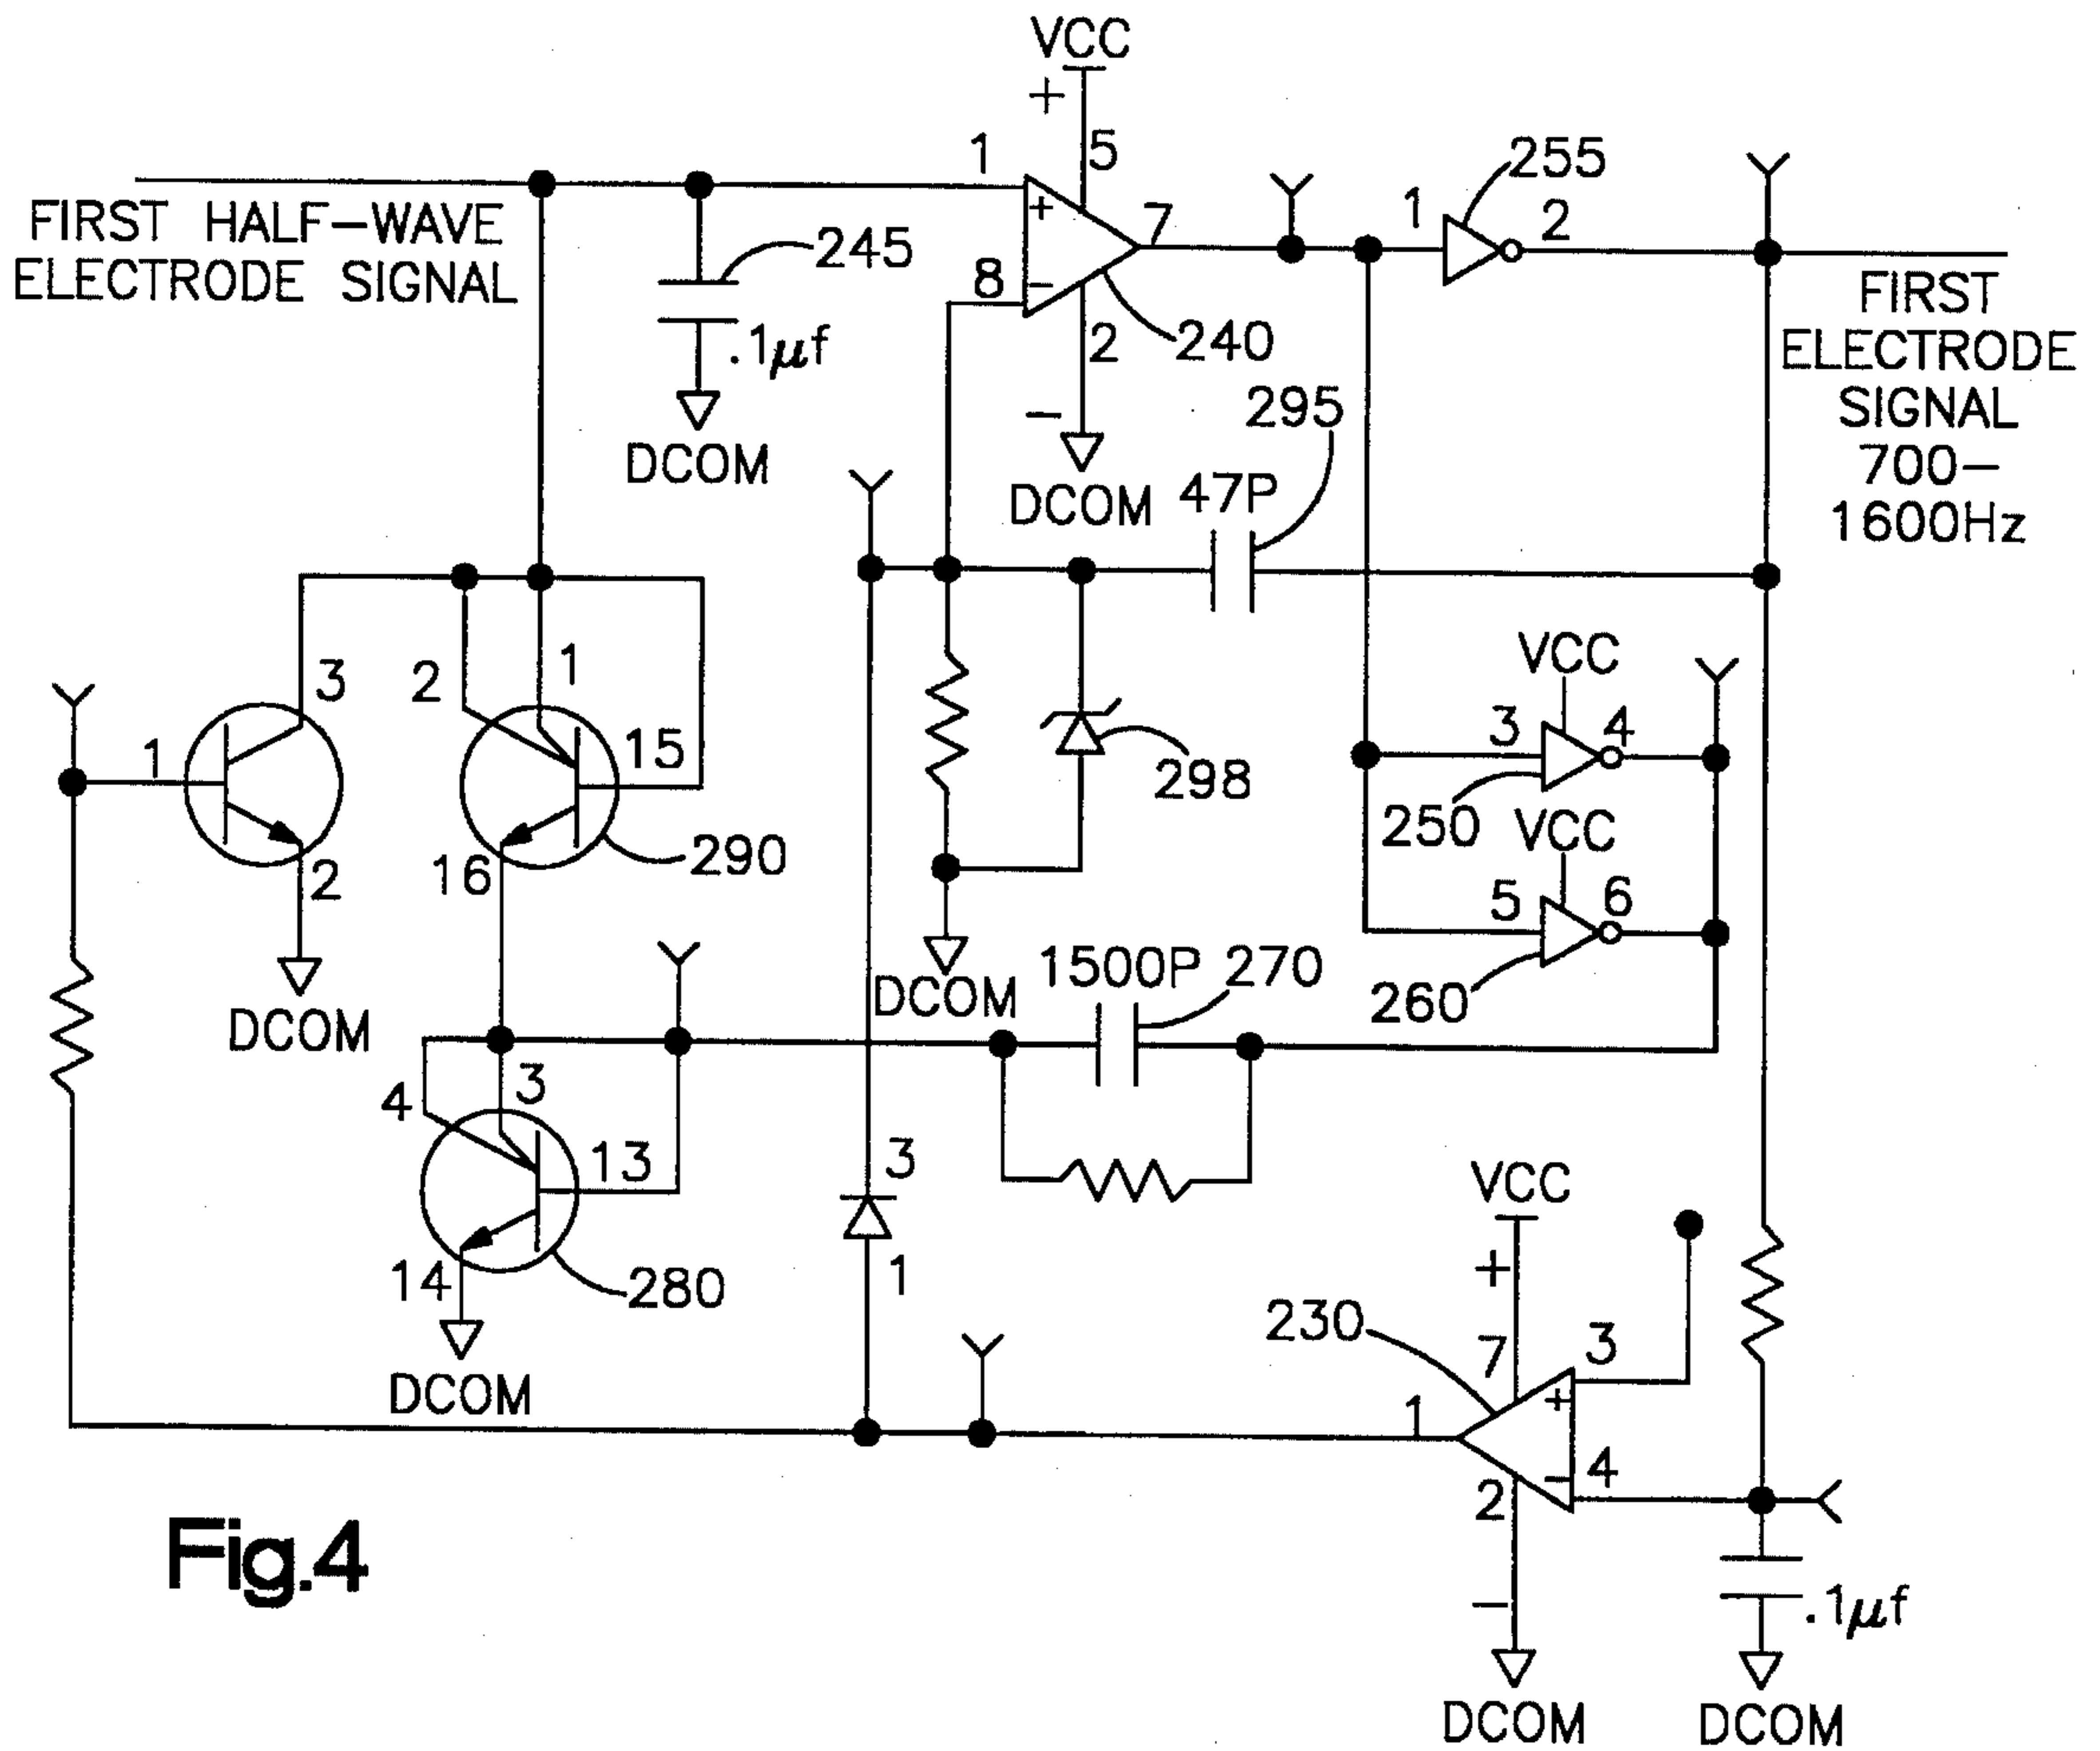 VCC
+
1
5
255
FIRST HALF-WAVE
ELECTRODE SIGNAL
245
+
7
1
2
8
−
.1µf
2
240
FIRST
ELECTRODE
SIGNAL
700−
1600Hz
DCOM
−
295
DCOM
47P
3
2
1
VCC
1
15
3
4
298
250
VCC
2
16
290
5
6
DCOM
DCOM
1500P
270
260
4
3
13
3
VCC
14
280
1
+
230
7
3
DCOM
1
+
2
−
4
Fig.4
−
.1µf
DCOM
DCOM